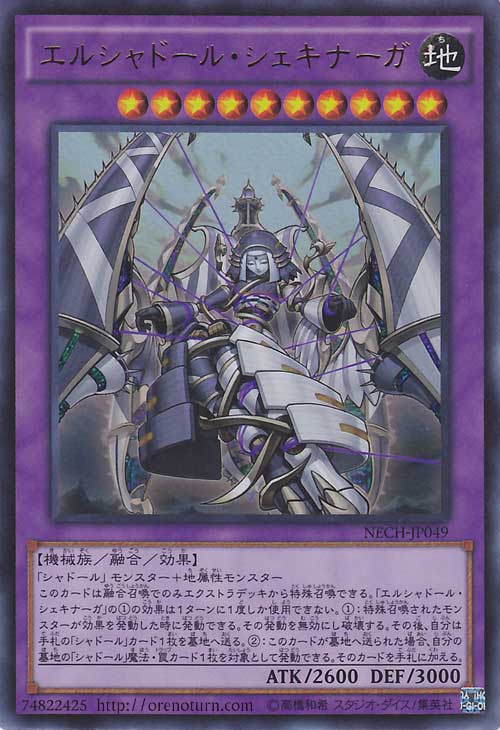 エルシャドール・シェキナーガ
ち
地
NECH-JP049
【機械族／融合／効果】
「シャドール」モンスター＋地属性モンスター
このカードは融合召喚でのみエクストラデッキから特殊召喚できる。「エルシャドール・
シェキナーガ」の①の効果は1ターンに1度しか使用できない。①：特殊召喚されたモン
スターが効果を発動した時に発動できる。その発動を無効にし破壊する。その後、自分は
手札の「シャドール」カード1枚を墓地へ送る。②：このカードが墓地へ送られた場合、自分の
墓地の「シャドール」魔法・罠カード1枚を対象として発動できる。そのカードを手札に加える。
ATK/2600 DEF/3000
74822425 http://orenoturn.com/ ©高橋和希 スタジオ・ダイス/集英社